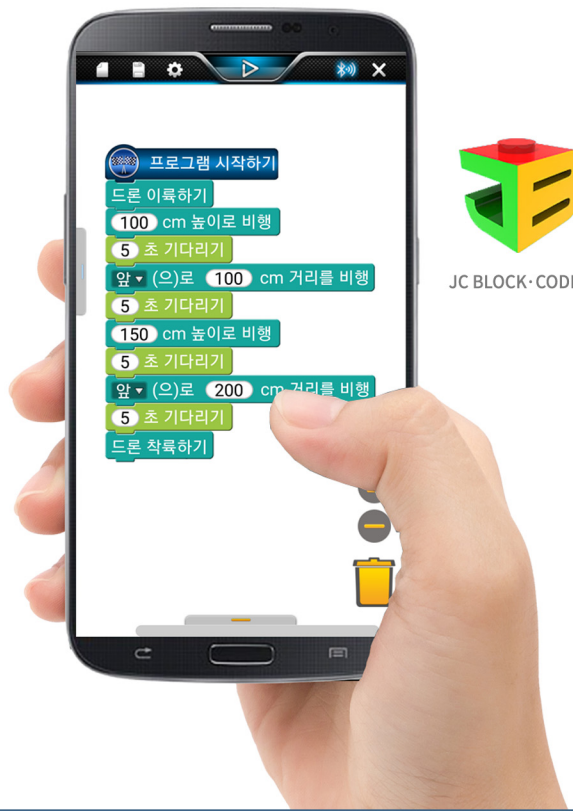 프로그램 시작하기
드론 이륙하기
100 cm 높이로 비행
5 초 기다리기
앞 (으)로 100 cm 거리를 비행
5 초 기다리기
150 cm 높이로 비행
5 초 기다리기
앞 (으)로 200 cm 거리를 비행
5 초 기다리기
드론 착륙하기
JC BLOCK·CODI